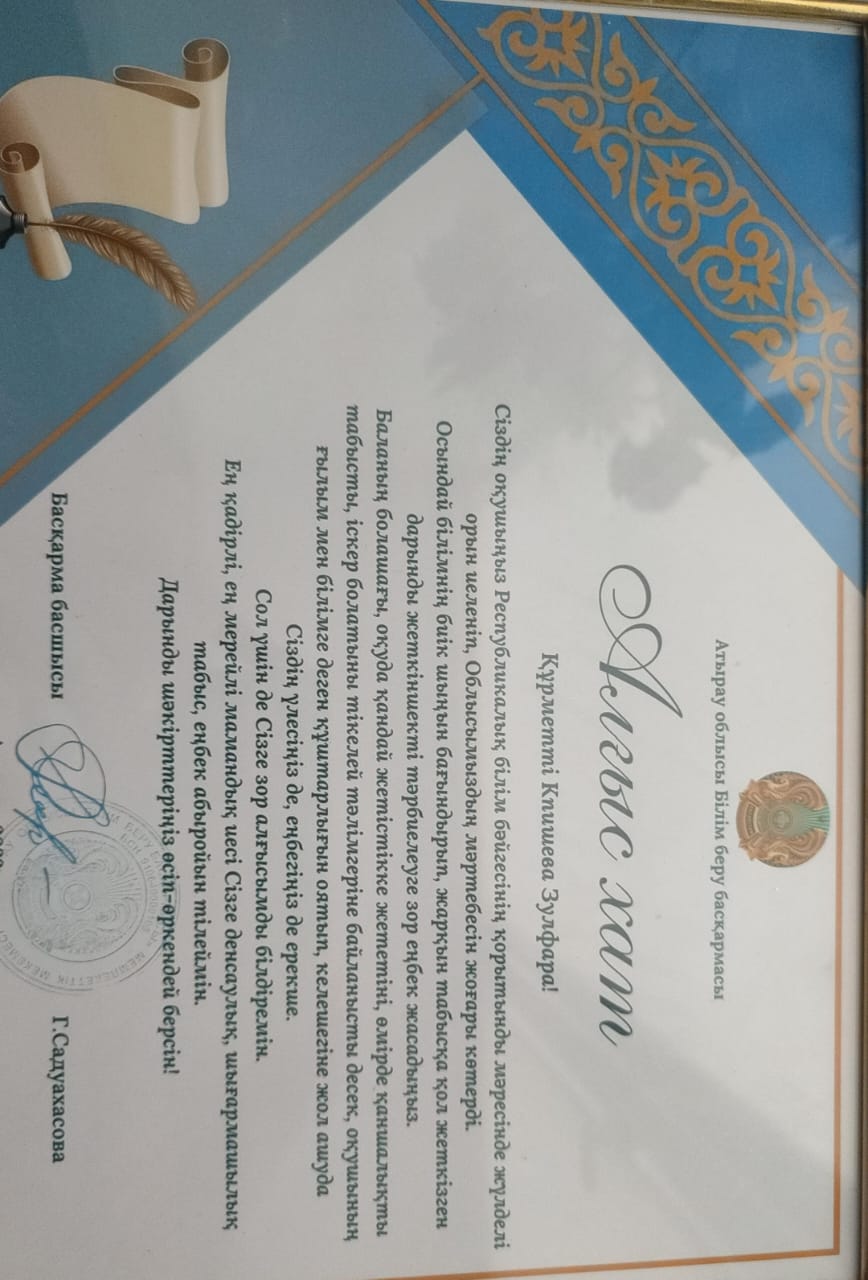 Атырау облысы Білім беру басқармасы
Алғыс хат
Құрметті Кпишева Зулфара!
Сіздің оқушыңыз Республикалық білім бәйгесінің қорытынды мәресінде жүлделі
орын иеленіп, Облысымыздың мәртебесін жоғары көтерді.
Осындай білімнің биік шыңын бағындырып, жарқын табысқа қол жеткізген
дарынды жеткіншекті тәрбиелеуге зор еңбек жасадыңыз.
Баланың болашағы, оқуда қандай жетістікке жететіні, өмірде қаншалықты
табысты, іскер болатыны тікелей тәлімгеріне байланысты десек, оқушының
ғылым мен білімге деген құштарлығын оятып, келешегіне жол ашуда
Сіздің үлесіңіз де, еңбегіңіз де ерекше.
Сол үшін де Сізге зор алғысымды білдіремін.
Ең қадірлі, ең мерейлі мамандық иесі Сізге денсаулық, шығармашылық
табыс, еңбек абыройын тілеймін.
Дарынды шәкірттеріңіз өсіп-өркендей берсін!
Басқарма басшысы Г.Садуахасова